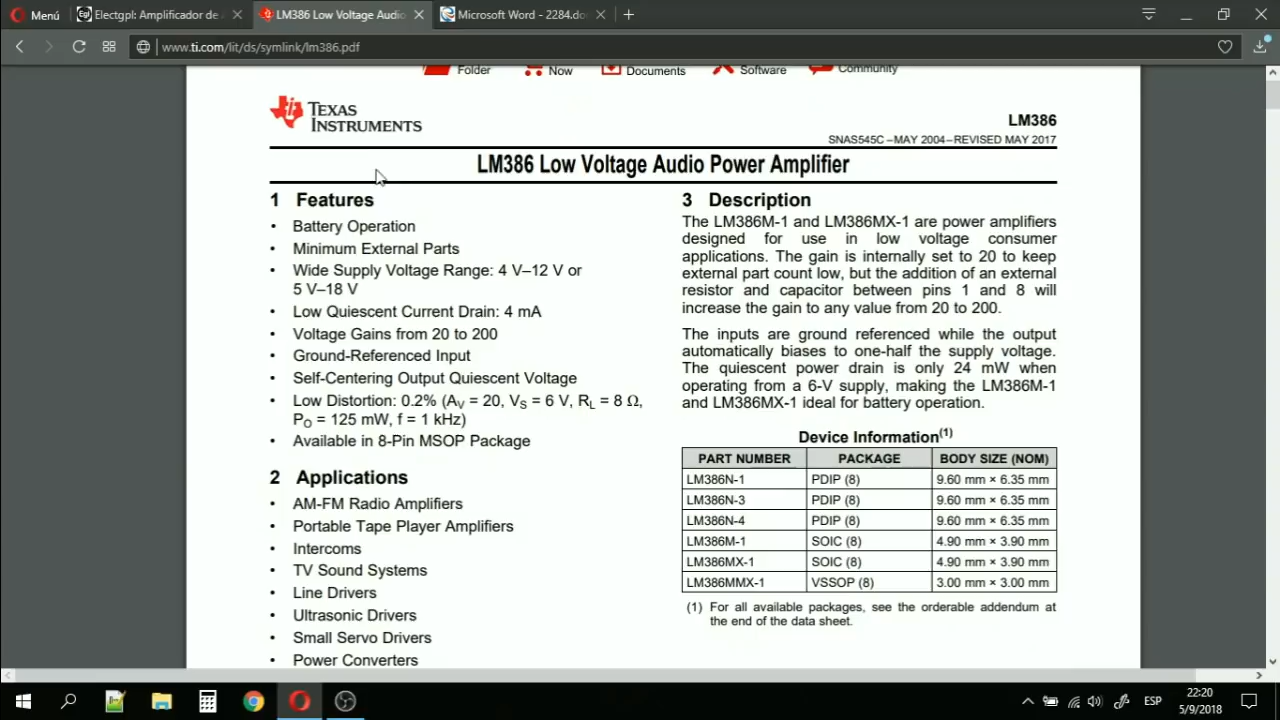 Menú
Electgpl: Amplificador de
LM386 Low Voltage Audio
Microsoft Word - 2284.do
www.ti.com/lit/ds/symlink/lm386.pdf
Folder
Now
Documents
Software
Community
TEXAS
INSTRUMENTS
LM386
SNAS545C –MAY 2004–REVISED MAY 2017
LM386 Low Voltage Audio Power Amplifier
1 Features
• Battery Operation
• Minimum External Parts
• Wide Supply Voltage Range: 4 V–12 V or
5 V–18 V
• Low Quiescent Current Drain: 4 mA
• Voltage Gains from 20 to 200
• Ground-Referenced Input
• Self-Centering Output Quiescent Voltage
• Low Distortion: 0.2% (AV = 20, VS = 6 V, RL = 8 Ω,
PO = 125 mW, f = 1 kHz)
• Available in 8-Pin MSOP Package
2 Applications
• AM-FM Radio Amplifiers
• Portable Tape Player Amplifiers
• Intercoms
• TV Sound Systems
• Line Drivers
• Ultrasonic Drivers
• Small Servo Drivers
• Power Converters
3 Description
The LM386M-1 and LM386MX-1 are power amplifiers
designed for use in low voltage consumer
applications. The gain is internally set to 20 to keep
external part count low, but the addition of an external
resistor and capacitor between pins 1 and 8 will
increase the gain to any value from 20 to 200.
The inputs are ground referenced while the output
automatically biases to one-half the supply voltage.
The quiescent power drain is only 24 mW when
operating from a 6-V supply, making the LM386M-1
and LM386MX-1 ideal for battery operation.
Device Information(1)
PART NUMBER PACKAGE BODY SIZE (NOM)
LM386N-1 PDIP (8) 9.60 mm × 6.35 mm
LM386N-3 PDIP (8) 9.60 mm × 6.35 mm
LM386N-4 PDIP (8) 9.60 mm × 6.35 mm
LM386M-1 SOIC (8) 4.90 mm × 3.90 mm
LM386MX-1 SOIC (8) 4.90 mm × 3.90 mm
LM386MMX-1 VSSOP (8) 3.00 mm × 3.00 mm
(1) For all available packages, see the orderable addendum at
the end of the data sheet.
ESP
22:20
5/9/2018